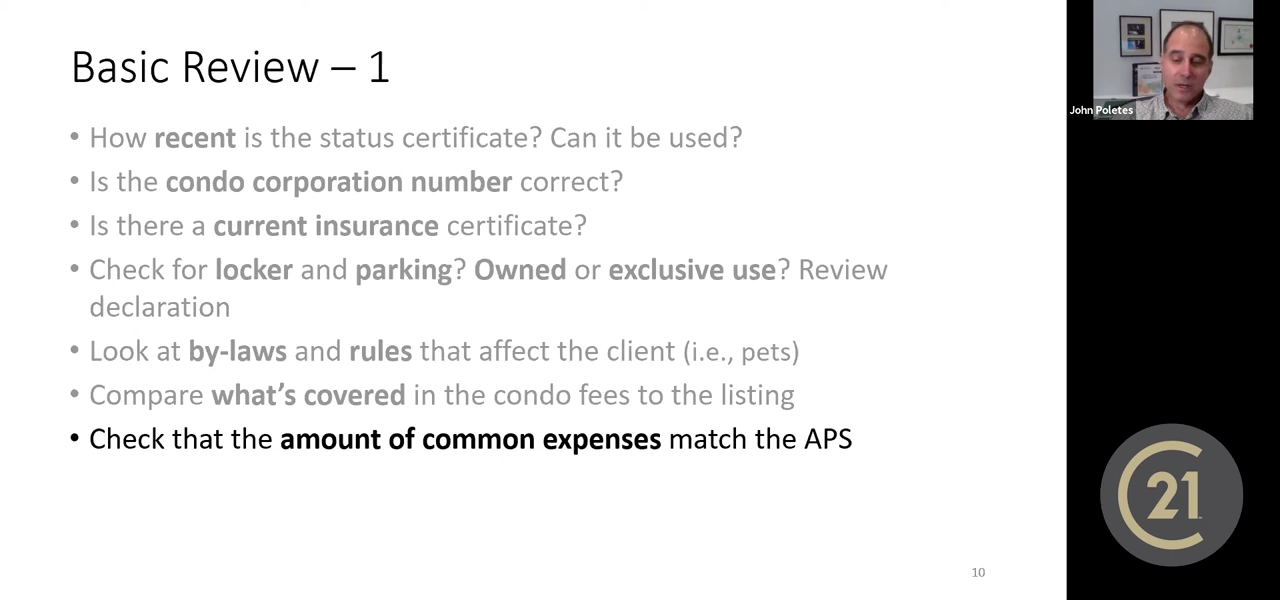 Basic Review – 1
• How recent is the status certificate? Can it be used?
• Is the condo corporation number correct?
• Is there a current insurance certificate?
• Check for locker and parking? Owned or exclusive use? Review
declaration
• Look at by-laws and rules that affect the client (i.e., pets)
• Compare what’s covered in the condo fees to the listing
• Check that the amount of common expenses match the APS
10
John Poletes
C21